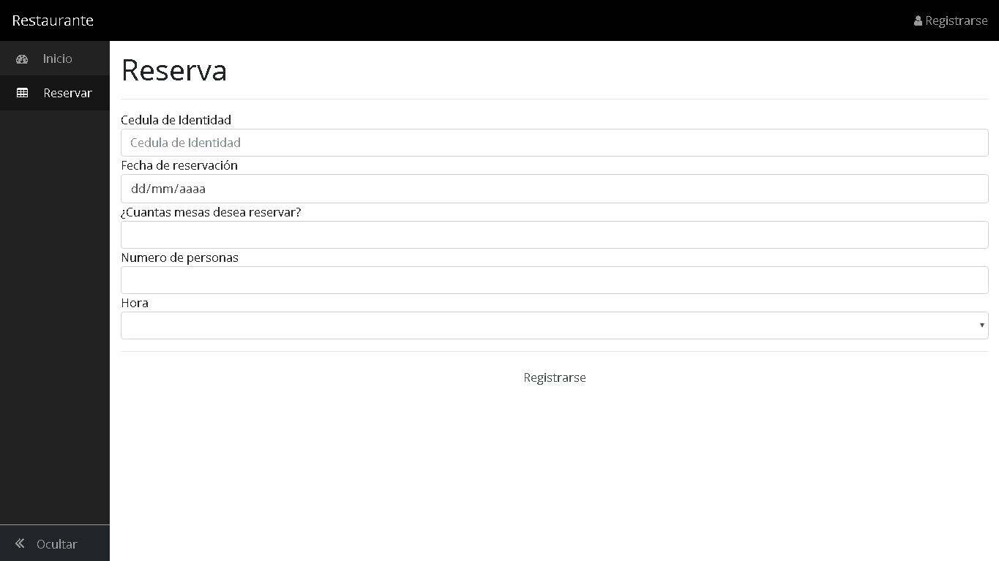 Restaurante
Registrarse
Inicio
Reservar
Reserva
Cedula de Identidad
Cedula de Identidad
Fecha de reservación
dd/mm/aaaa
¿Cuantas mesas desea reservar?
Numero de personas
Hora
Registrarse
Ocultar